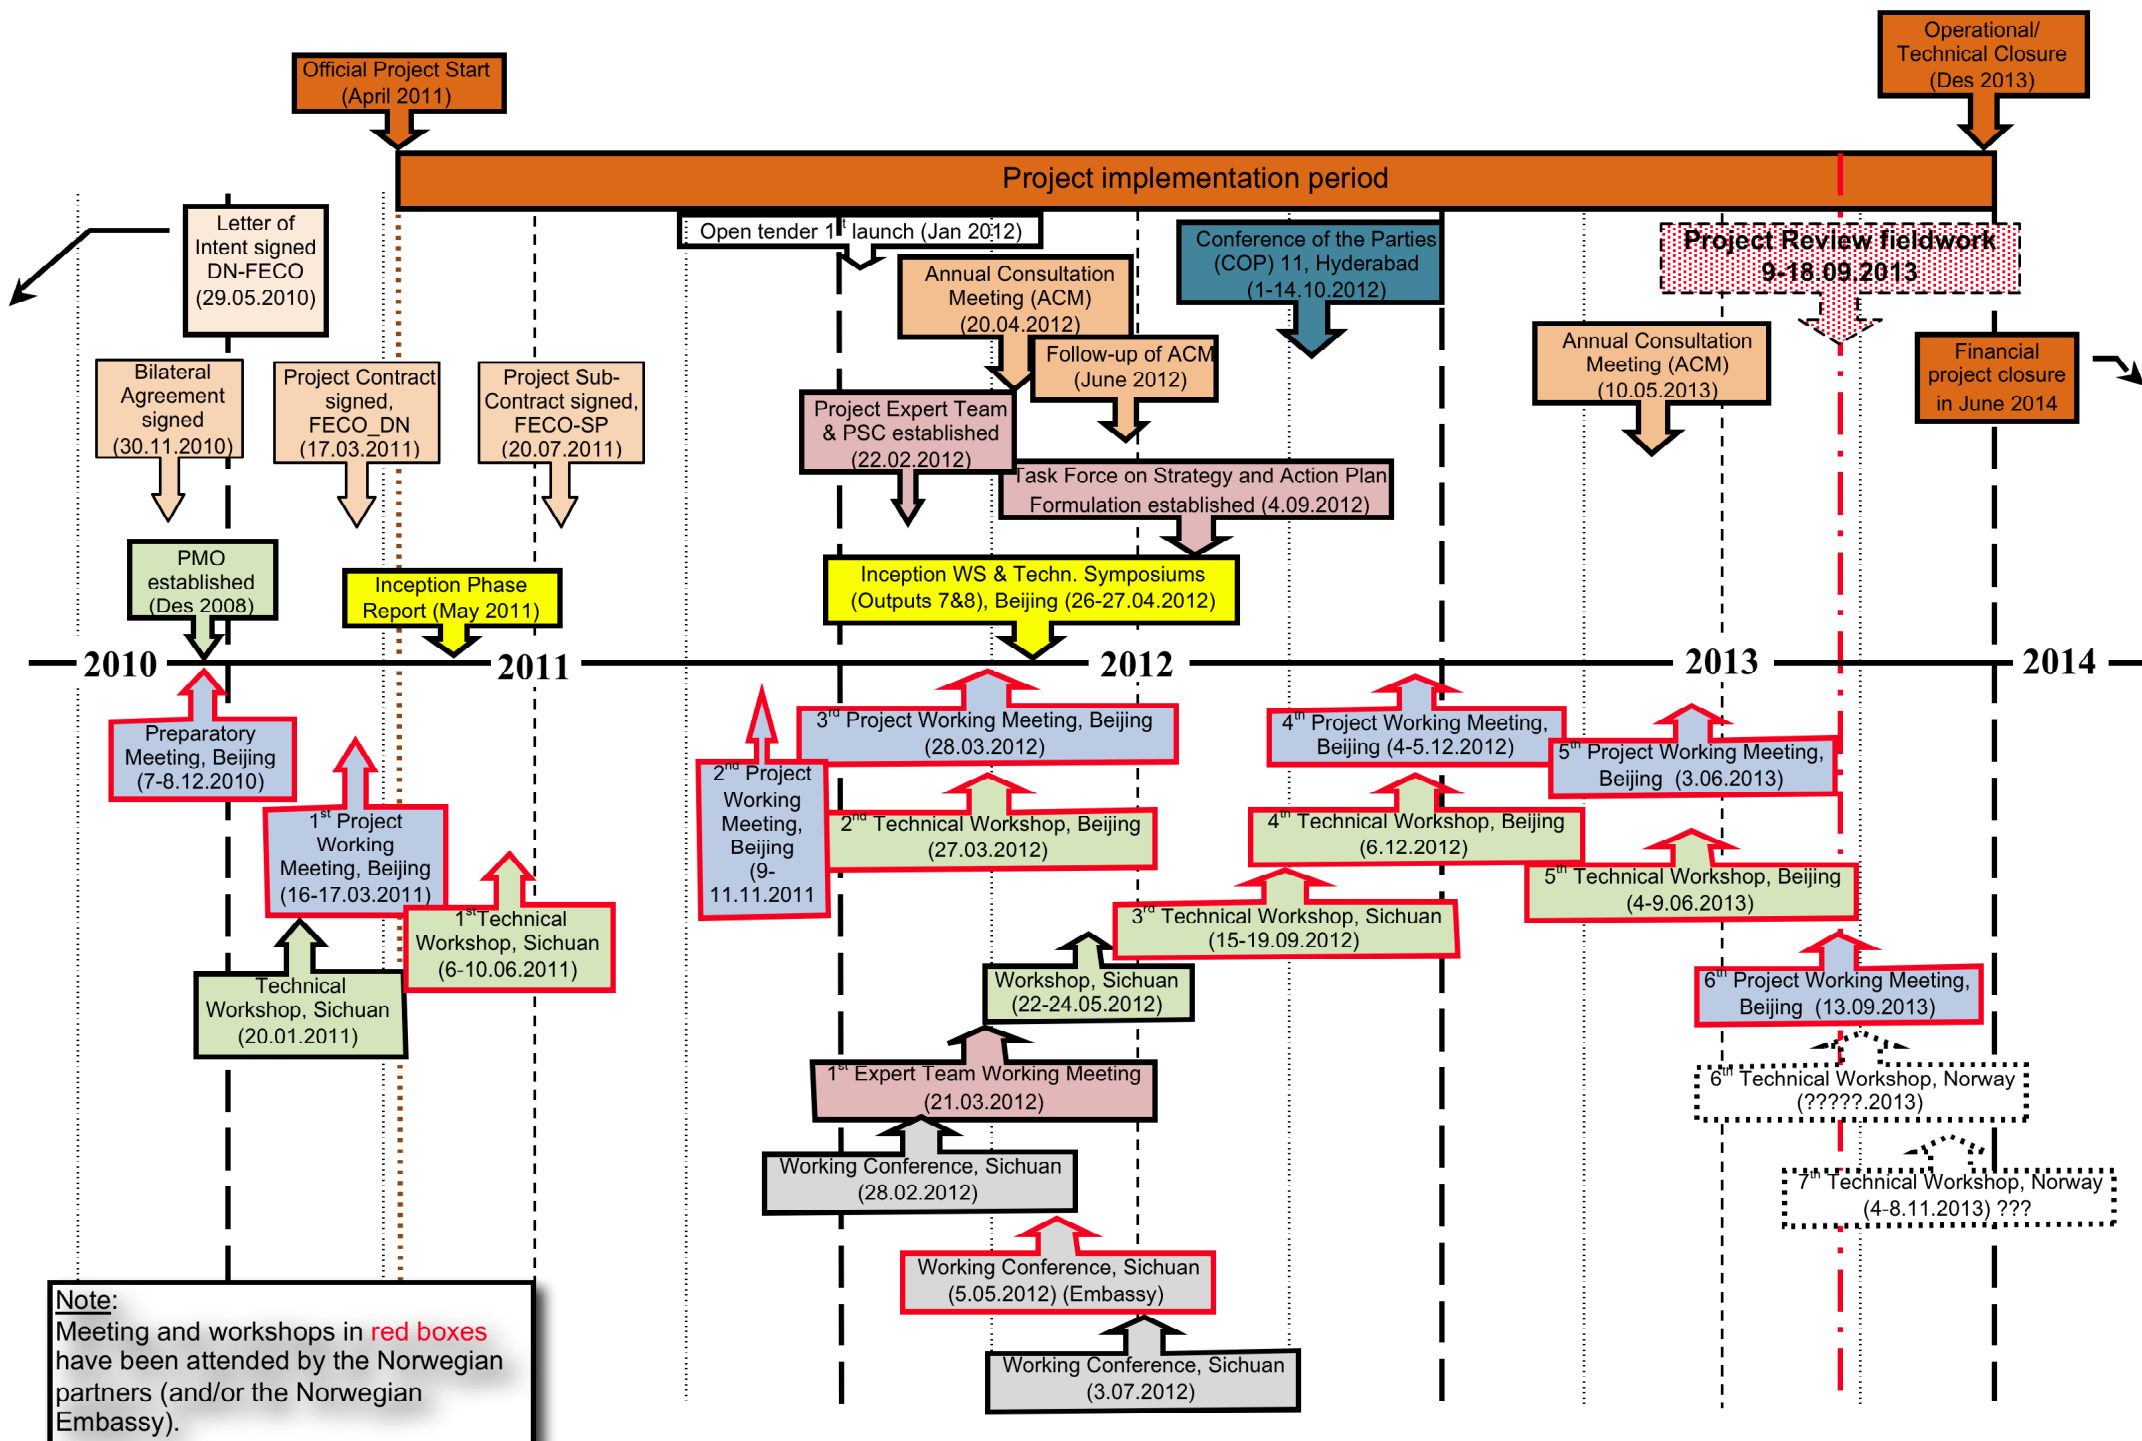 Operational/
Technical Closure
(Des 2013)
Official Project Start
(April 2011)
Project implementation period
Letter of
Intent signed
DN-FECO
(29.05.2010)
Open tender 1st launch (Jan 2012)
Conference of the Parties
(COP) 11, Hyderabad
(1-14.10.2012)
Project Review fieldwork
9-18.09.2013
Annual Consultation
Meeting (ACM)
(20.04.2012)
Follow-up of ACM
(June 2012)
Annual Consultation
Meeting (ACM)
(10.05.2013)
Financial
project closure
in June 2014
Bilateral
Agreement
signed
(30.11.2010)
Project Contract
signed,
FECO_DN
(17.03.2011)
Project Sub-
Contract signed,
FECO-SP
(20.07.2011)
Project Expert Team
& PSC established
(22.02.2012)
Task Force on Strategy and Action Plan
Formulation established (4.09.2012)
PMO
established
(Des 2008)
Inception Phase
Report (May 2011)
Inception WS & Techn. Symposiums
(Outputs 7&8), Beijing (26-27.04.2012)
2010
2011
2012
2013
2014
Preparatory
Meeting, Beijing
(7-8.12.2010)
1st Project
Working
Meeting, Beijing
(16-17.03.2011)
1stTechnical
Workshop, Sichuan
(6-10.06.2011)
Technical
Workshop, Sichuan
(20.01.2011)
2nd Project
Working
Meeting,
Beijing
(9-
11.11.2011
3rd Project Working Meeting, Beijing
(28.03.2012)
2nd Technical Workshop, Beijing
(27.03.2012)
4th Project Working Meeting,
Beijing (4-5.12.2012)
5th Project Working Meeting,
Beijing (3.06.2013)
4th Technical Workshop, Beijing
(6.12.2012)
5th Technical Workshop, Beijing
(4-9.06.2013)
3rd Technical Workshop, Sichuan
(15-19.09.2012)
Workshop, Sichuan
(22-24.05.2012)
6th Project Working Meeting,
Beijing (13.09.2013)
1st Expert Team Working Meeting
(21.03.2012)
6th Technical Workshop, Norway
(?????.2013)
Working Conference, Sichuan
(28.02.2012)
7th Technical Workshop, Norway
(4-8.11.2013) ???
Working Conference, Sichuan
(5.05.2012) (Embassy)
Working Conference, Sichuan
(3.07.2012)
Note:
Meeting and workshops in red boxes
have been attended by the Norwegian
partners (and/or the Norwegian
Embassy).